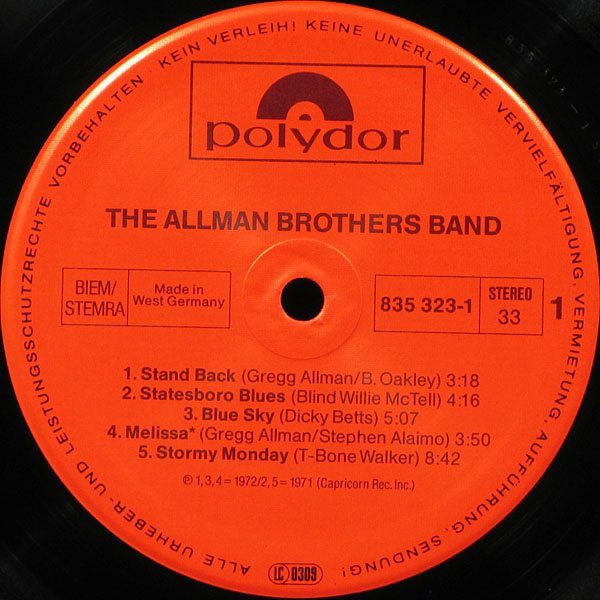 ALLE URHEBER- UND LEISTUNGSSCHUTZRECHTE VORBEHALTEN · KEIN VERLEIH! KEINE UNERLAUBTE VERVIELFÄLTIGUNG, VERMIETUNG, AUFFÜHRUNG, SENDUNG!
polydor
THE ALLMAN BROTHERS BAND
BIEM/
STEMRA
Made in
West Germany
835 323-1
STEREO
33
1
1. Stand Back (Gregg Allman/B. Oakley) 3:18
2. Statesboro Blues (Blind Willie McTell) 4:16
3. Blue Sky (Dicky Betts) 5:07
4. Melissa* (Gregg Allman/Stephen Alaimo) 3:50
5. Stormy Monday (T-Bone Walker) 8:42
℗ 1, 3, 4 = 1972/2, 5 = 1971 (Capricorn Rec. Inc.)
LC 0309